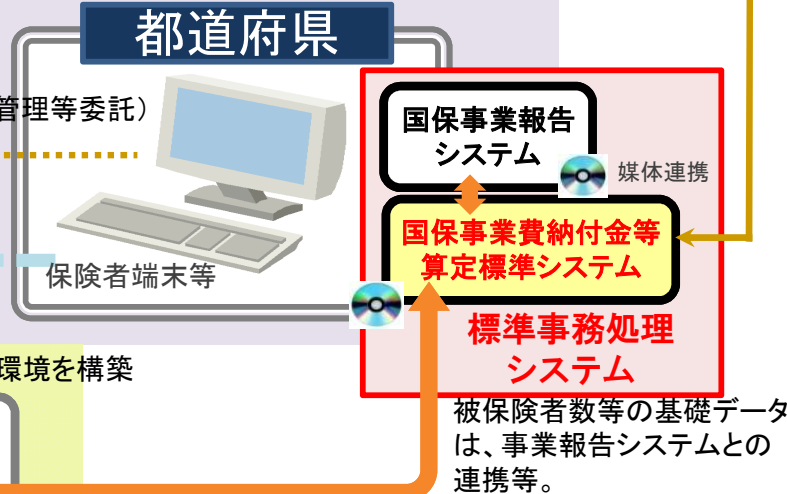 都道府県
管理等委託）
国保事業報告
システム
媒体連携
国保事業費納付金等
算定標準システム
保険者端末等
標準事務処理
システム
環境を構築
被保険者数等の基礎データ
は、事業報告システムとの
連携等。